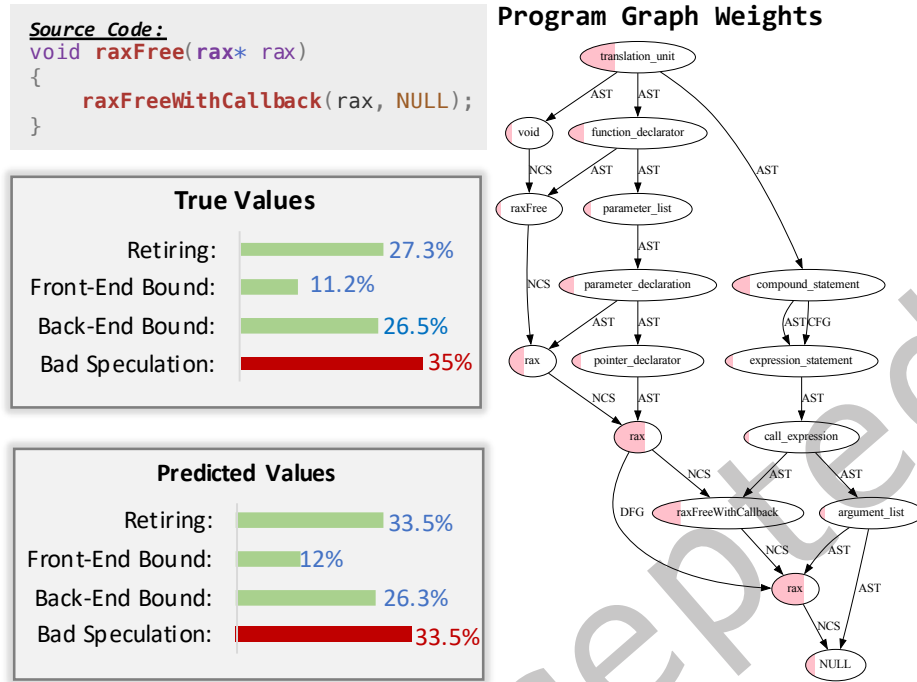 Source Code:
void raxFree(rax* rax)
{
raxFreeWithCallback(rax, NULL);
}
True Values
Retiring: 27.3%
Front-End Bound: 11.2%
Back-End Bound: 26.5%
Bad Speculation: 35%
Predicted Values
Retiring: 33.5%
Front-End Bound: 12%
Back-End Bound: 26.3%
Bad Speculation: 33.5%
Program Graph Weights
translation_unit
AST AST
void function_declarator
NCS AST AST AST
raxFree parameter_list
AST
NCS parameter_declaration compound_statement
AST AST AST CFG
rax pointer_declarator expression_statement
NCS AST AST
rax call_expression
NCS AST AST
DFG raxFreeWithCallback argument_list
NCS AST
rax AST
NCS
NULL